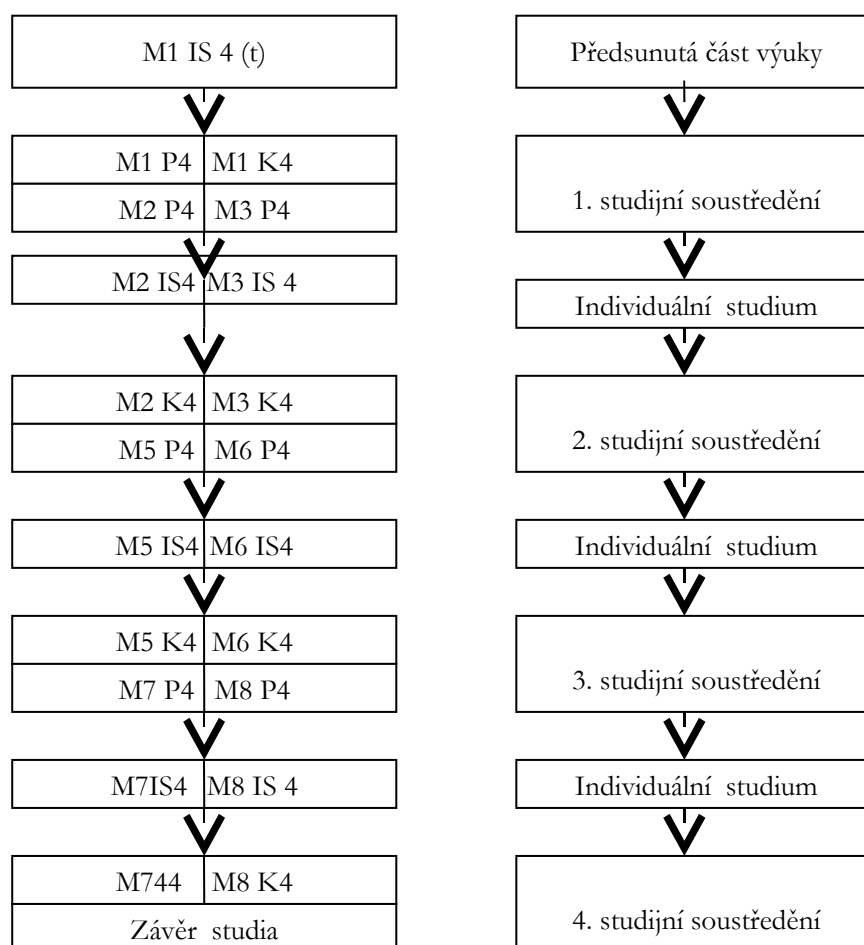 M1 IS 4 (t)
Předsunutá část výuky
M1 P4 M1 K4
M2 P4 M3 P4
1. studijní soustředění
M2 IS4 M3 IS 4
Individuální studium
M2 K4 M3 K4
M5 P4 M6 P4
2. studijní soustředění
M5 IS4 M6 IS4
Individuální studium
M5 K4 M6 K4
M7 P4 M8 P4
3. studijní soustředění
M7IS4 M8 IS 4
Individuální studium
M744 M8 K4
Závěr studia
4. studijní soustředění